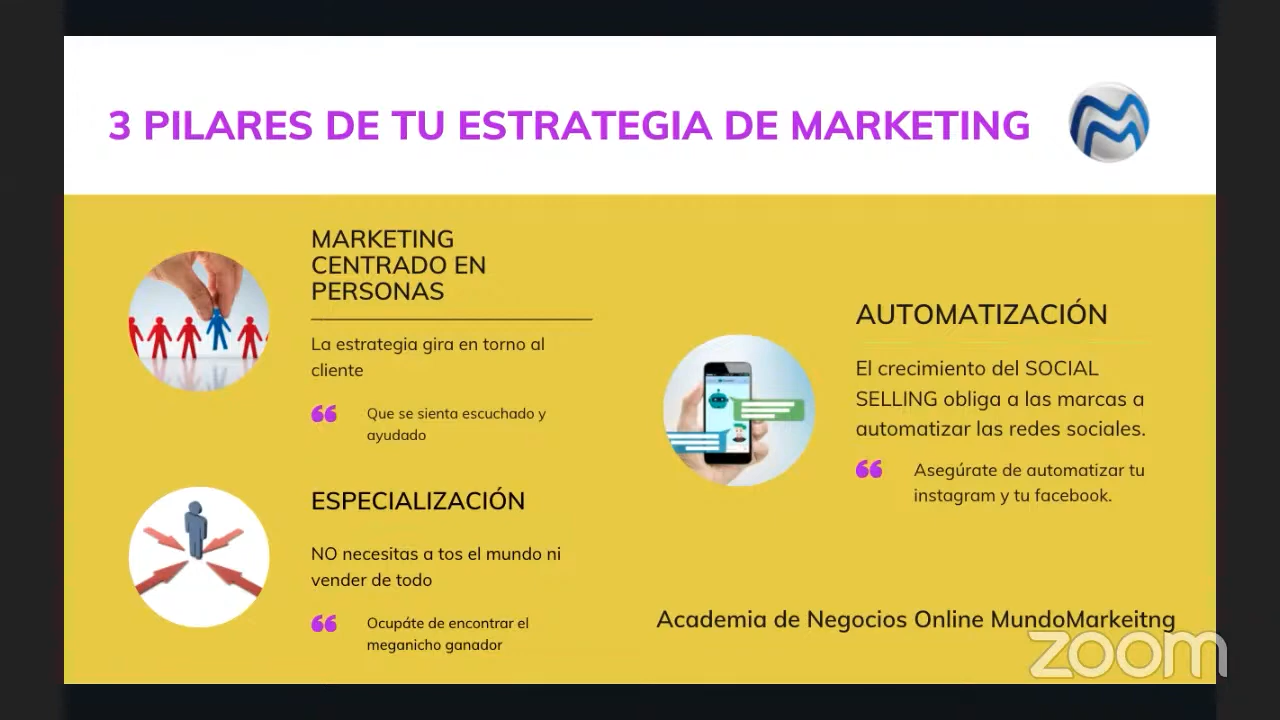 3 PILARES DE TU ESTRATEGIA DE MARKETING
MARKETING
CENTRADO EN
PERSONAS
La estrategia gira en torno al
cliente
Que se sienta escuchado y
ayudado
ESPECIALIZACIÓN
NO necesitas a tos el mundo ni
vender de todo
Ocupáte de encontrar el
meganicho ganador
AUTOMATIZACIÓN
El crecimiento del SOCIAL
SELLING obliga a las marcas a
automatizar las redes sociales.
Asegúrate de automatizar tu
instagram y tu facebook.
Academia de Negocios Online MundoMarkeitng
zoom